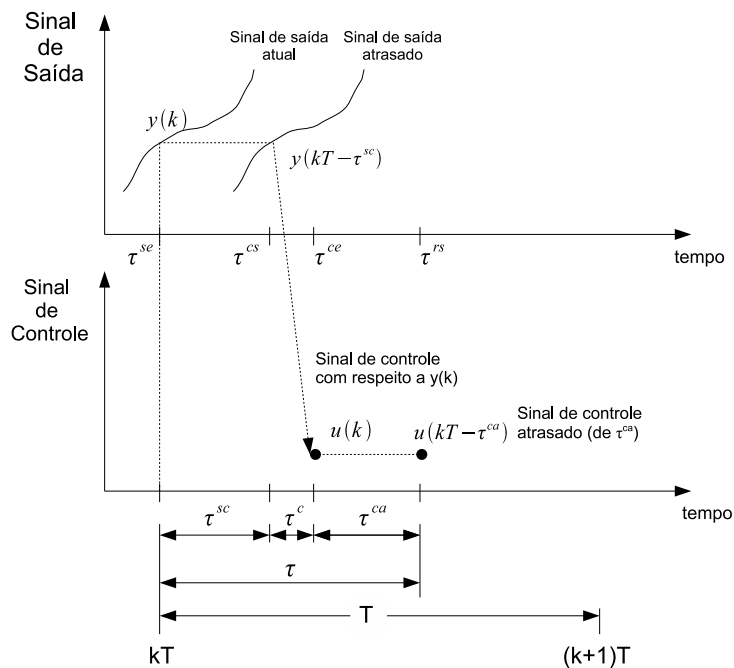 Sinal
de
Saída
Sinal de saída
atual
Sinal de saída
atrasado
y(k)
y(kT−τ^{sc})
τ^{se}
τ^{cs}
τ^{ce}
τ^{rs}
tempo
Sinal
de
Controle
Sinal de controle
com respeito a y(k)
u(k)
u(kT−τ^{ca})
Sinal de controle
atrasado (de τ^{ca})
tempo
τ^{sc}
τ^{c}
τ^{ca}
τ
T
kT
(k+1)T